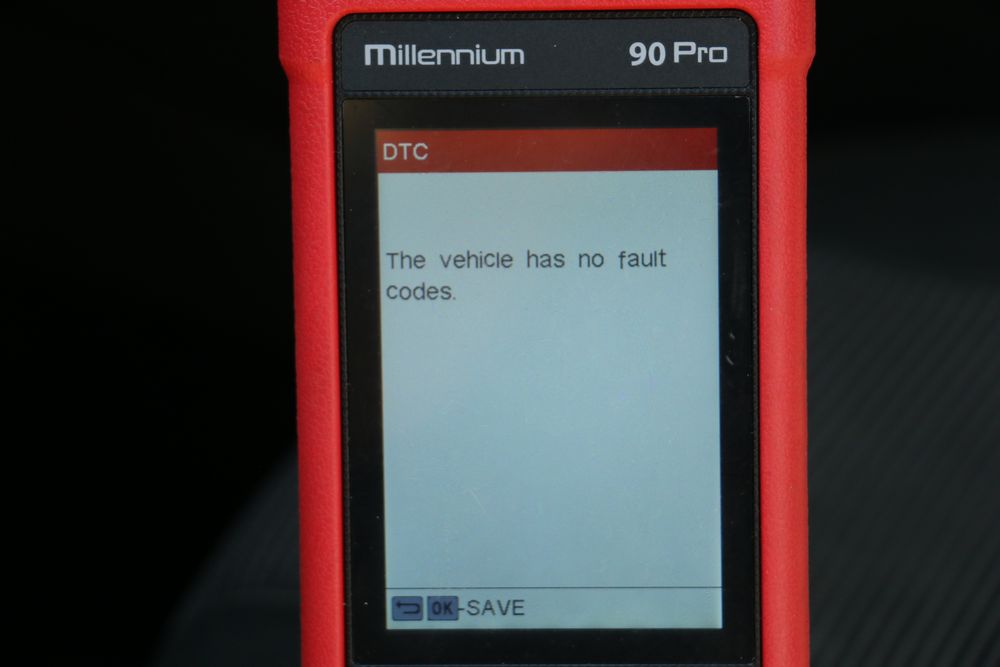 Millennium 90 Pro
DTC
The vehicle has no fault
codes.
OK-SAVE